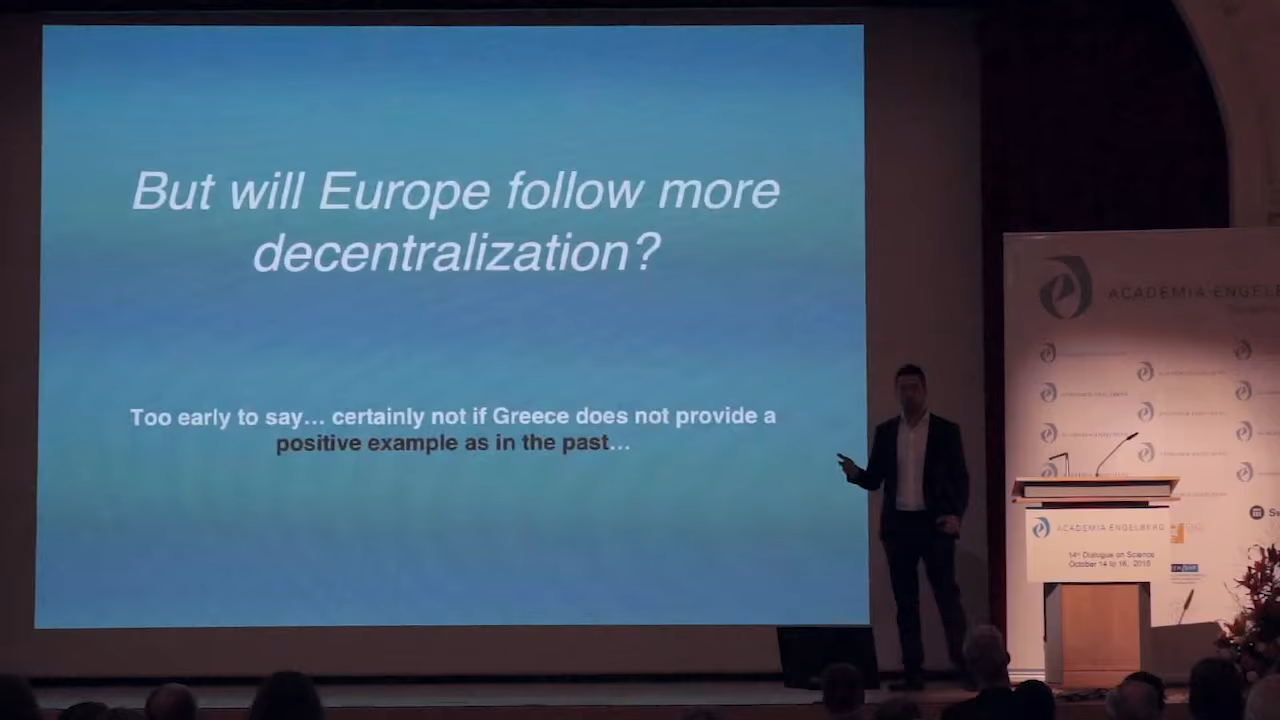 But will Europe follow more
decentralization?
Too early to say… certainly not if Greece does not provide a
positive example as in the past…
ACADEMIA ENGELB
ACADEMIA ENGELBERG
14th Dialogue on Science
October 14 to 16, 2015